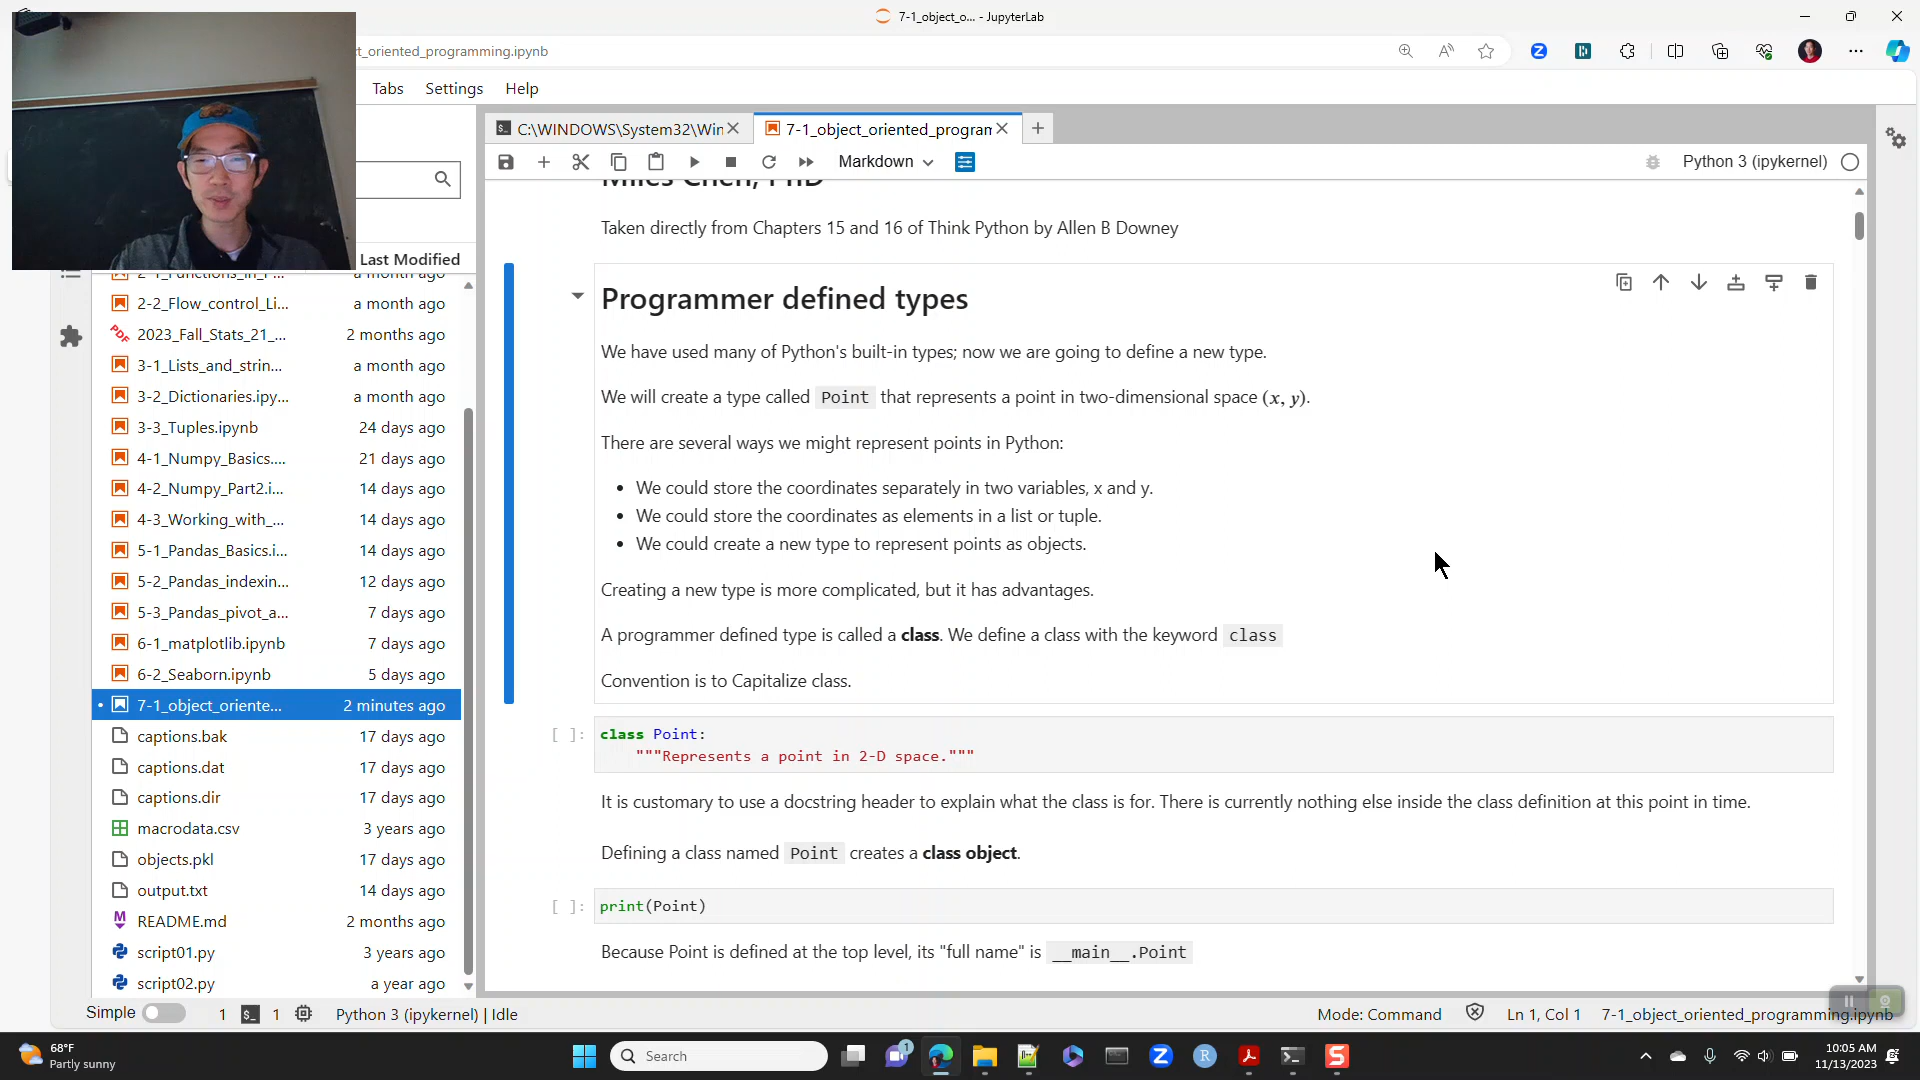 7-1_object_o... - JupyterLab
t_oriented_programming.ipynb
Tabs Settings Help
C:\WINDOWS\System32\Win
7-1_object_oriented_program
Markdown
Python 3 (ipykernel)
Miles Chen, PhD
Taken directly from Chapters 15 and 16 of Think Python by Allen B Downey
Last Modified
2-1_Functions_in_P... a month ago
2-2_Flow_control_Li... a month ago
2023_Fall_Stats_21_... 2 months ago
3-1_Lists_and_strin... a month ago
3-2_Dictionaries.ipy... a month ago
3-3_Tuples.ipynb 24 days ago
4-1_Numpy_Basics.... 21 days ago
4-2_Numpy_Part2.i... 14 days ago
4-3_Working_with_... 14 days ago
5-1_Pandas_Basics.i... 14 days ago
5-2_Pandas_indexin... 12 days ago
5-3_Pandas_pivot_a... 7 days ago
6-1_matplotlib.ipynb 7 days ago
6-2_Seaborn.ipynb 5 days ago
7-1_object_oriente... 2 minutes ago
captions.bak 17 days ago
captions.dat 17 days ago
captions.dir 17 days ago
macrodata.csv 3 years ago
objects.pkl 17 days ago
output.txt 14 days ago
README.md 2 months ago
script01.py 3 years ago
script02.py a year ago
Programmer defined types
We have used many of Python's built-in types; now we are going to define a new type.
We will create a type called Point that represents a point in two-dimensional space (x, y).
There are several ways we might represent points in Python:
• We could store the coordinates separately in two variables, x and y.
• We could store the coordinates as elements in a list or tuple.
• We could create a new type to represent points as objects.
Creating a new type is more complicated, but it has advantages.
A programmer defined type is called a class. We define a class with the keyword class
Convention is to Capitalize class.
[ ]: class Point:
"""Represents a point in 2-D space."""
It is customary to use a docstring header to explain what the class is for. There is currently nothing else inside the class definition at this point in time.
Defining a class named Point creates a class object.
[ ]: print(Point)
Because Point is defined at the top level, its "full name" is __main__.Point
Simple 1 1 Python 3 (ipykernel) | Idle
Mode: Command Ln 1, Col 1 7-1_object_oriented_programming.ipynb
68°F
Partly sunny
Search
1
10:05 AM
11/13/2023